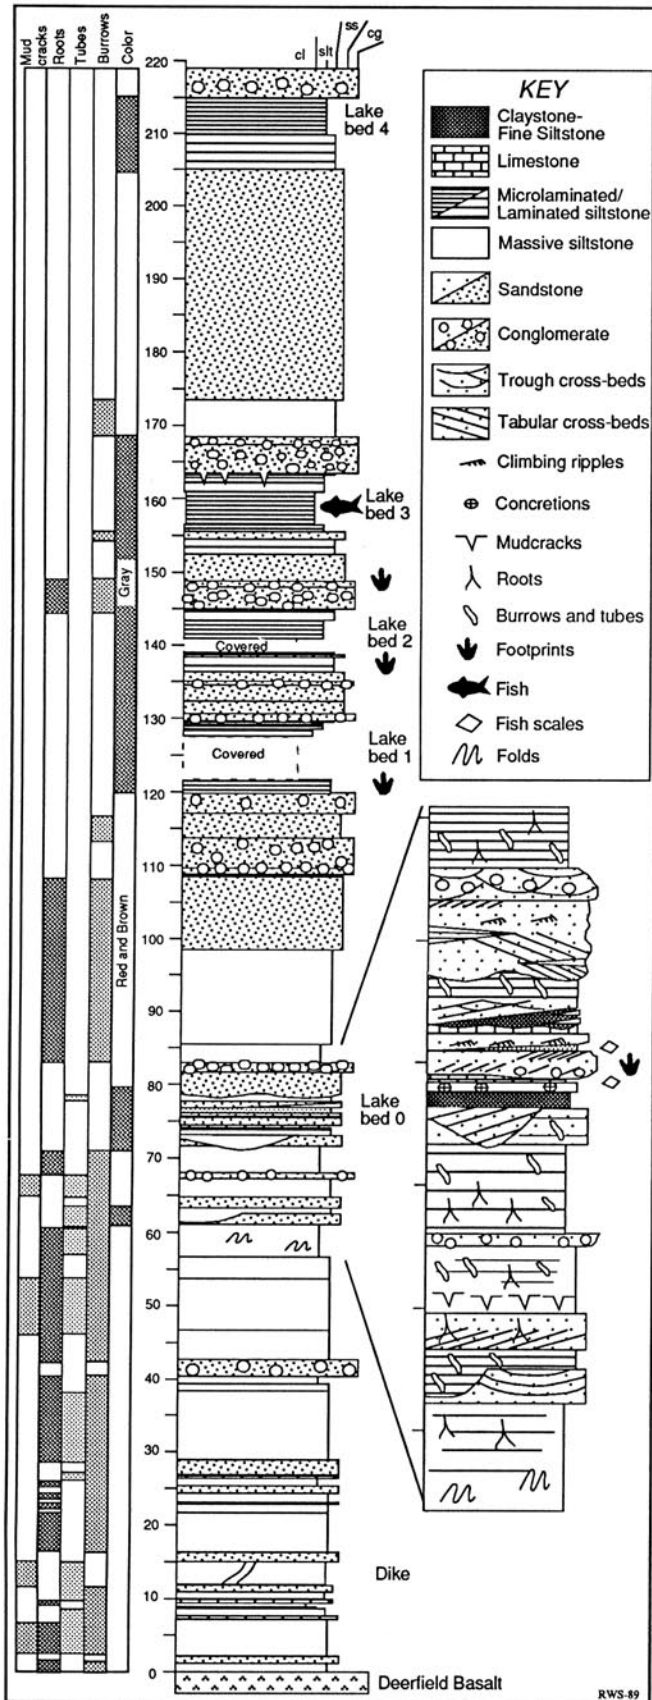 Mud
cracks
Roots
Tubes
Burrows
Color
cl
slt
ss
cg
220
210
200
190
180
170
160
150
140
130
120
110
100
90
80
70
60
50
40
30
20
10
0
Gray
Red and Brown
Lake
bed 4
Lake
bed 3
Lake
bed 2
Covered
Lake
bed 1
Covered
Lake
bed 0
Dike
Deerfield Basalt
KEY
Claystone-
Fine Siltstone
Limestone
Microlaminated/
Laminated siltstone
Massive siltstone
Sandstone
Conglomerate
Trough cross-beds
Tabular cross-beds
Climbing ripples
Concretions
Mudcracks
Roots
Burrows and tubes
Footprints
Fish
Fish scales
Folds
RWS-89